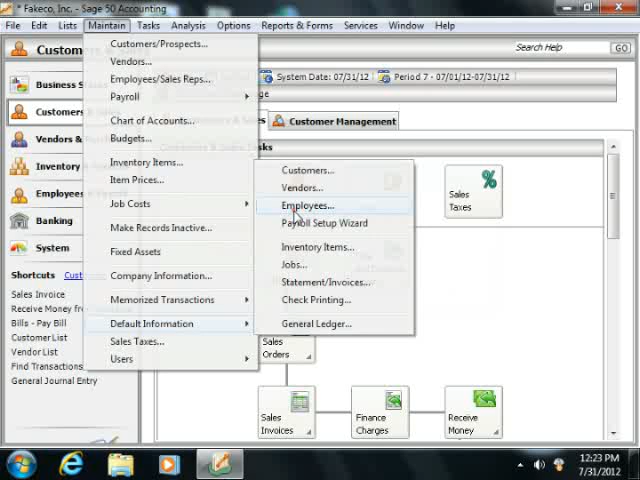 * Fakeco, Inc. - Sage 50 Accounting
File Edit Lists Maintain Tasks Analysis Options Reports & Forms Services Window Help
Search Help GO
System Date: 07/31/12 Period 7 - 07/01/12-07/31/12
Customers/Prospects...
Vendors...
Employees/Sales Reps...
Payroll
Chart of Accounts...
Budgets...
Inventory Items...
Item Prices...
Job Costs
Make Records Inactive...
Fixed Assets
Company Information...
Memorized Transactions
Default Information
Sales Taxes...
Users
Customers...
Vendors...
Employees...
Payroll Setup Wizard
Inventory Items...
Jobs...
Statement/Invoices...
Check Printing...
General Ledger...
Business
Vendors
Banking
System
Shortcuts
Sales Invoice
Receive Money
Bills - Pay Bill
Customer List
Vendor List
Find Transactions
General Journal Entry
Customer Management
Sales
Taxes
Sales
Orders
Sales
Invoices
Finance
Charges
Receive
Money
12:23 PM
7/31/2012